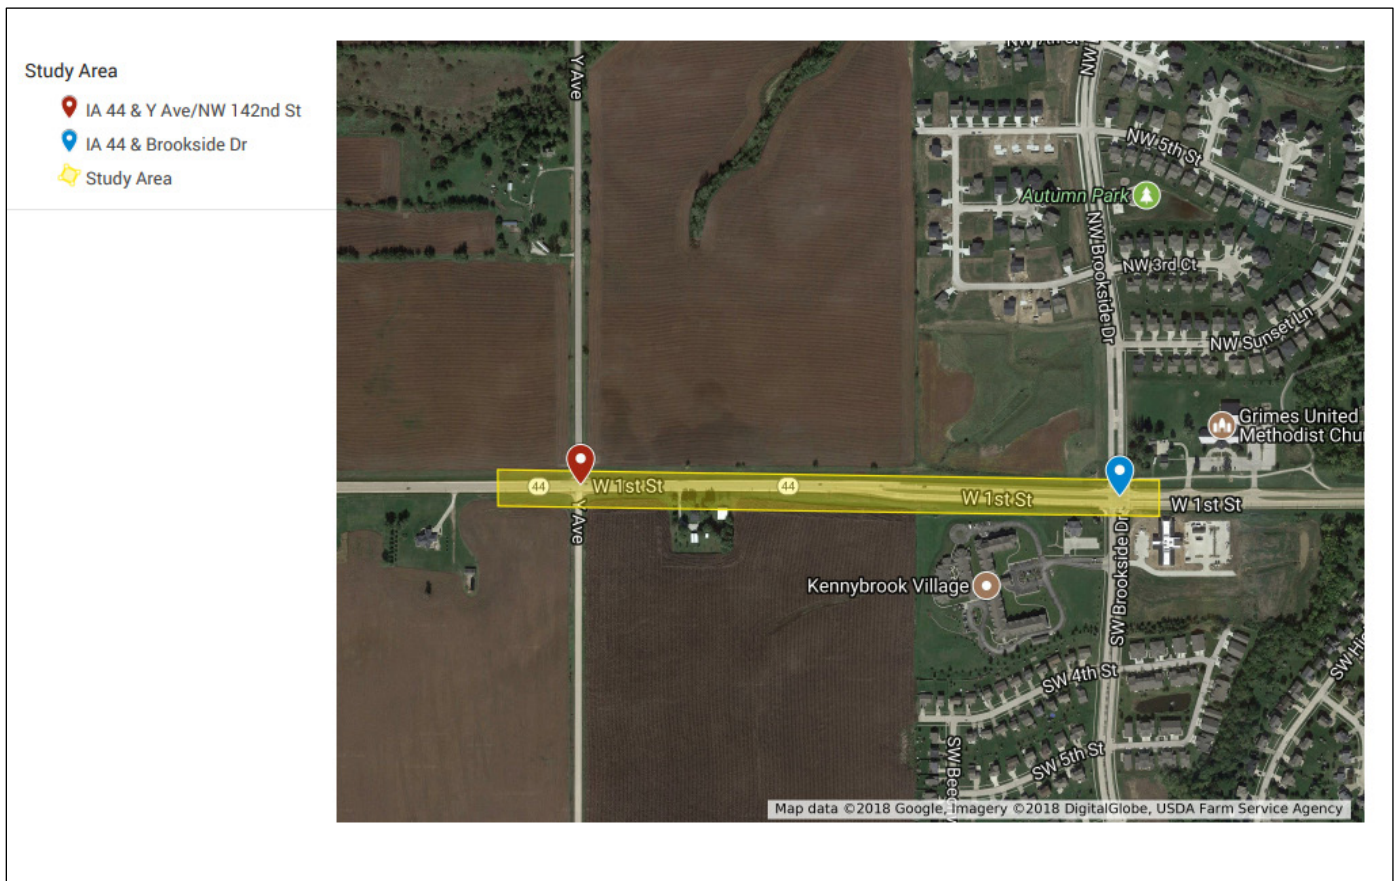 Study Area
IA 44 & Y Ave/NW 142nd St
IA 44 & Brookside Dr
Study Area
Y Ave
NW 7th St
NW 5th St
Autumn Park
NW Brookside Dr
NW 3rd Ct
NW Sunset Ln
Grimes United
Methodist Chu
44
W 1st St
44
W 1st St
W 1st St
Y Ave
Kennybrook Village
SW Brookside Dr
SW 4th St
SW 5th St
Map data ©2018 Google, Imagery ©2018 DigitalGlobe, USDA Farm Service Agency